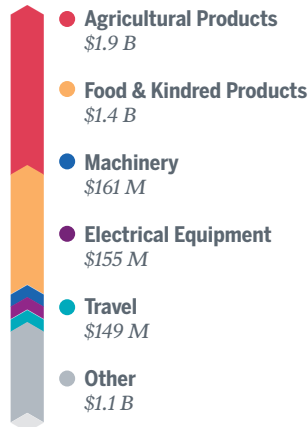 Agricultural Products
$1.9 B
Food & Kindred Products
$1.4 B
Machinery
$161 M
Electrical Equipment
$155 M
Travel
$149 M
Other
$1.1 B